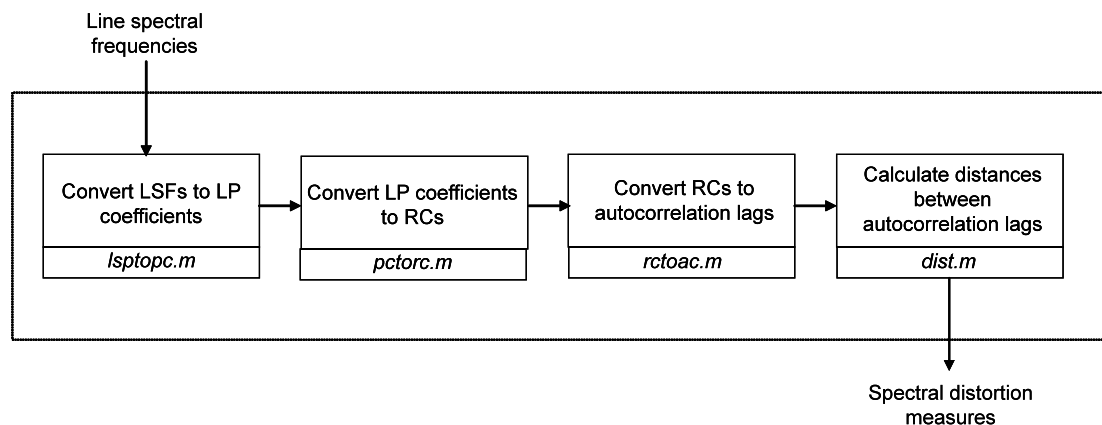 Line spectral
frequencies
Convert LSFs to LP
coefficients
lsptopc.m
Convert LP coefficients
to RCs
pctorc.m
Convert RCs to
autocorrelation lags
rctoac.m
Calculate distances
between
autocorrelation lags
dist.m
Spectral distortion
measures